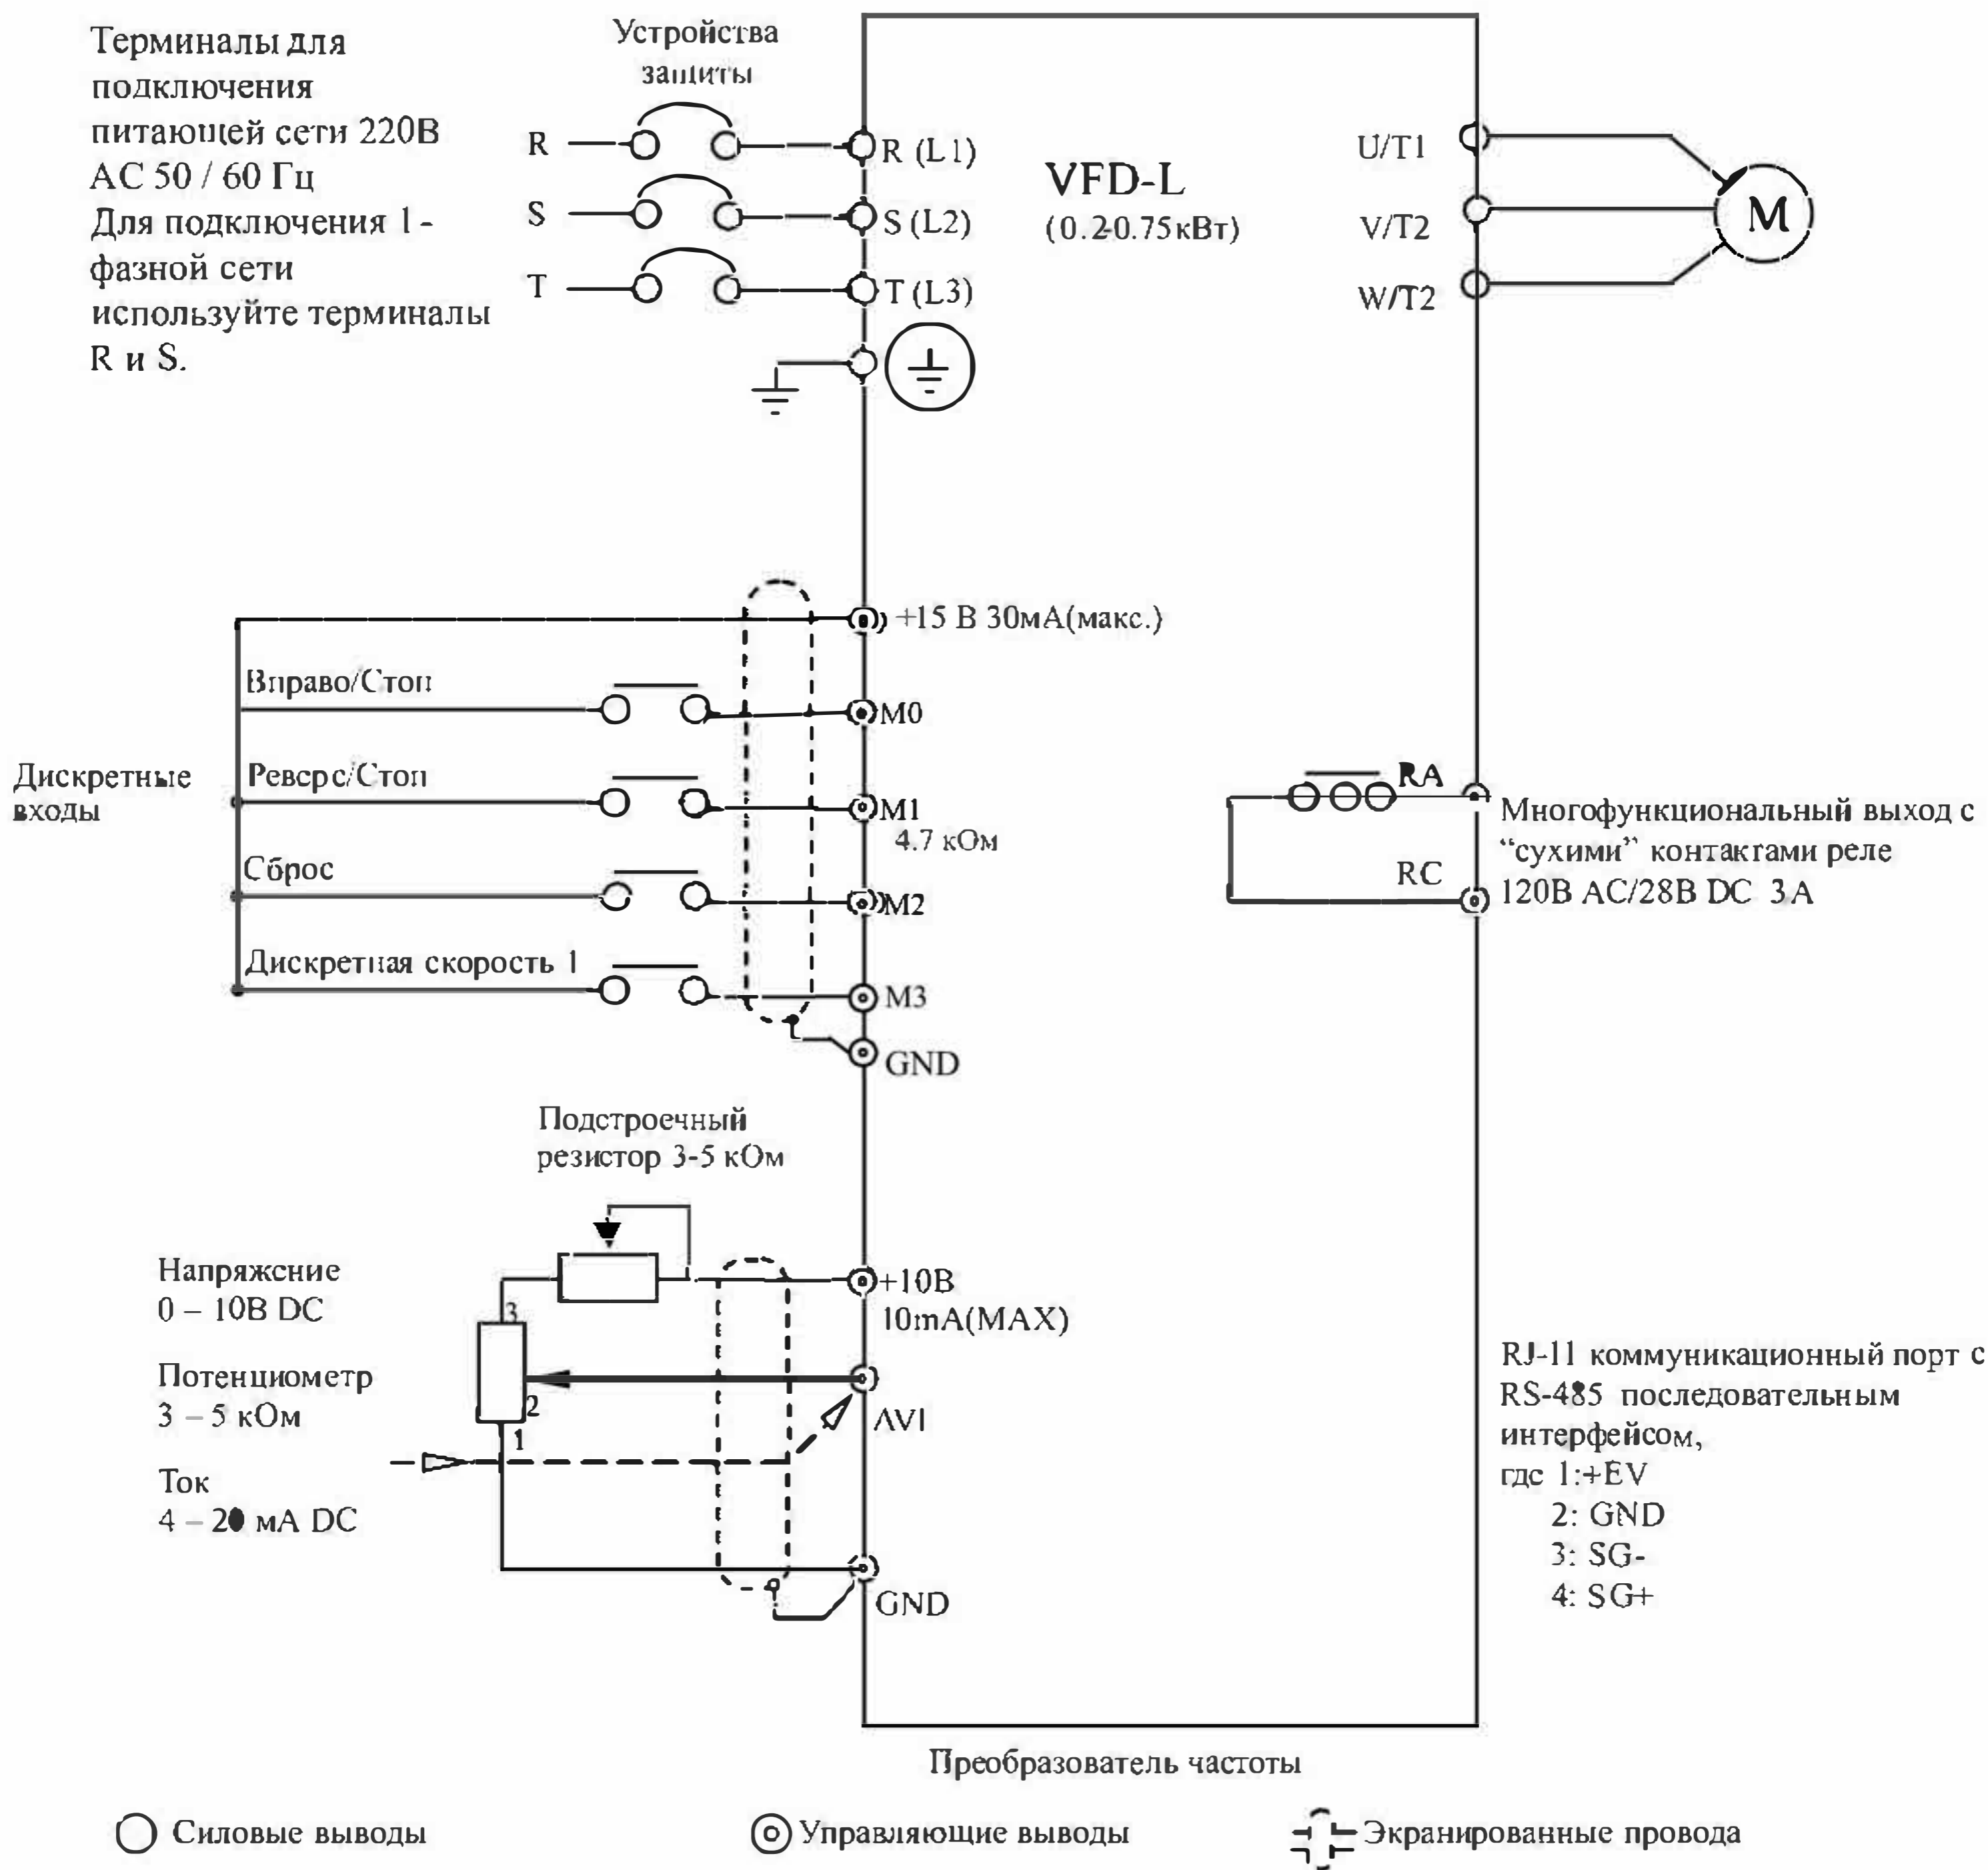 Терминалы для
подключения
питающей сети 220В
АС 50 / 60 Гц
Для подключения 1-
фазной сети
используйте терминалы
R и S.
Устройства
защиты
R
R (L1)
S
S (L2)
T
T (L3)
VFD-L
(0.2-0.75кВт)
U/T1
V/T2
W/T2
M
+15 В 30мА(макс.)
Вправо/Стоп
M0
Дискретные
входы
Реверс/Стоп
M1
4.7 кОм
Сброс
M2
Дискретная скорость 1
M3
GND
RA
RC
Многофункциональный выход с
“сухими” контактами реле
120В AC/28В DC 3А
Подстроечный
резистор 3-5 кОм
Напряжение
0 – 10В DC
Потенциометр
3 – 5 кОм
Ток
4 – 20 мА DC
3
2
1
+10В
10mA(MAX)
AVI
GND
RJ-11 коммуникационный порт с
RS-485 последовательным
интерфейсом,
где 1:+EV
2: GND
3: SG-
4: SG+
Преобразователь частоты
Силовые выводы
Управляющие выводы
Экранированные провода